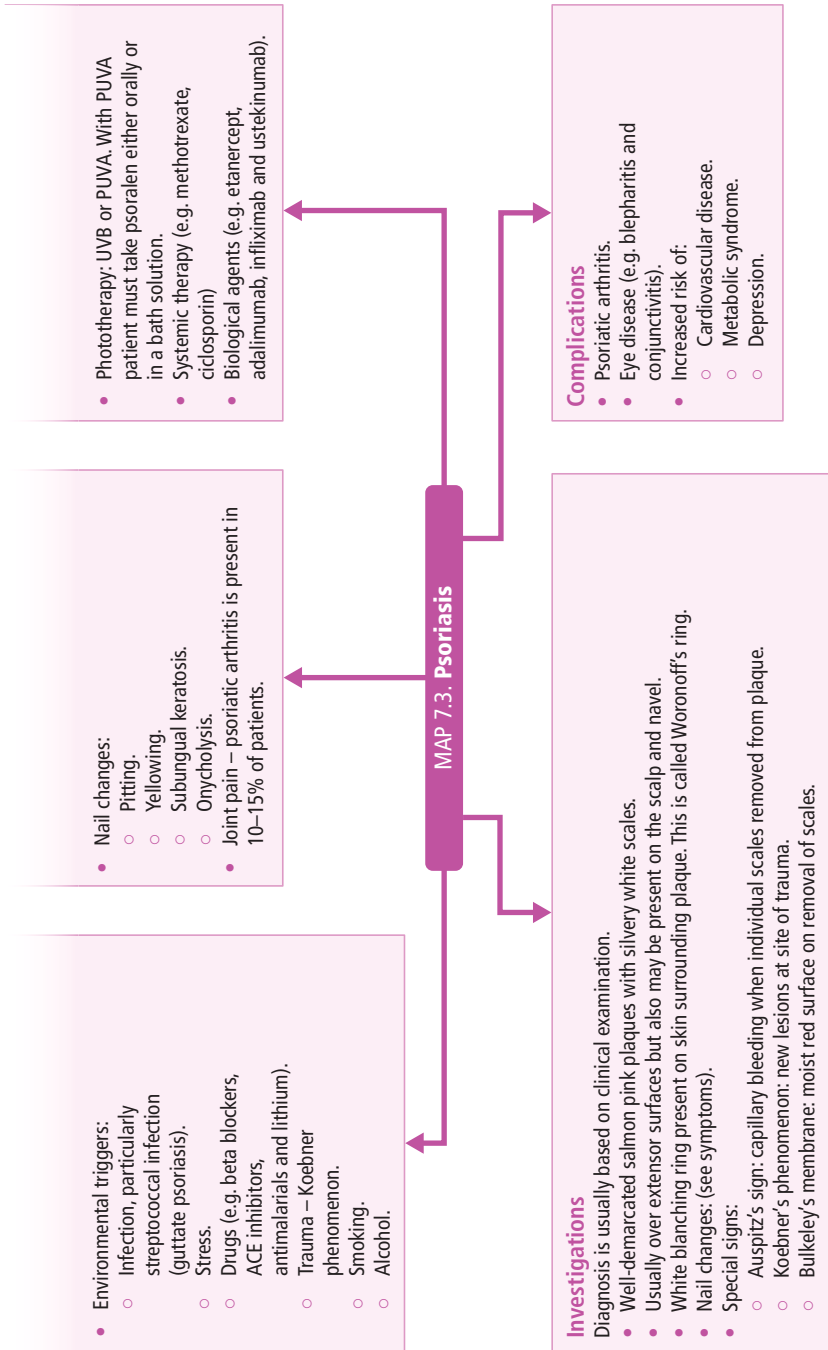 • Environmental triggers:
○ Infection, particularly
streptococcal infection
(guttate psoriasis).
○ Stress.
○ Drugs (e.g. beta blockers,
ACE inhibitors,
antimalarials and lithium).
○ Trauma – Koebner
phenomenon.
○ Smoking.
○ Alcohol.
• Nail changes:
○ Pitting.
○ Yellowing.
○ Subungual keratosis.
○ Onycholysis.
• Joint pain – psoriatic arthritis is present in
10–15% of patients.
• Phototherapy: UVB or PUVA. With PUVA
patient must take psoralen either orally or
in a bath solution.
• Systemic therapy (e.g. methotrexate,
ciclosporin)
• Biological agents (e.g. etanercept,
adalimumab, infliximab and ustekinumab).
MAP 7.3. Psoriasis
Investigations
Diagnosis is usually based on clinical examination.
• Well-demarcated salmon pink plaques with silvery white scales.
• Usually over extensor surfaces but also may be present on the scalp and navel.
• White blanching ring present on skin surrounding plaque. This is called Woronoff's ring.
• Nail changes: (see symptoms).
• Special signs:
○ Auspitz's sign: capillary bleeding when individual scales removed from plaque.
○ Koebner's phenomenon: new lesions at site of trauma.
○ Bulkeley's membrane: moist red surface on removal of scales.
Complications
• Psoriatic arthritis.
• Eye disease (e.g. blepharitis and
conjunctivitis).
• Increased risk of:
○ Cardiovascular disease.
○ Metabolic syndrome.
○ Depression.